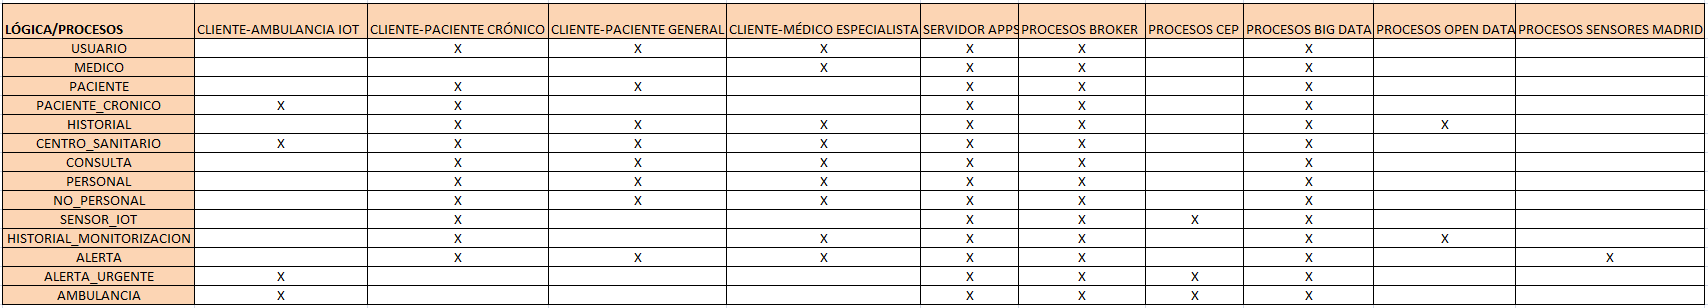 LÓGICA/PROCESOS CLIENTE-AMBULANCIA IOT CLIENTE-PACIENTE CRÓNICO CLIENTE-PACIENTE GENERAL CLIENTE-MÉDICO ESPECIALISTA SERVIDOR APPS PROCESOS BROKER PROCESOS CEP PROCESOS BIG DATA PROCESOS OPEN DATA PROCESOS SENSORES MADRID
USUARIO X X X X X X
MEDICO X X X X
PACIENTE X X X X X
PACIENTE_CRONICO X X X X X
HISTORIAL X X X X X X X
CENTRO_SANITARIO X X X X X X X
CONSULTA X X X X X X
PERSONAL X X X X X X
NO_PERSONAL X X X X X X
SENSOR_IOT X X X X X
HISTORIAL_MONITORIZACION X X X X X X
ALERTA X X X X X X X
ALERTA_URGENTE X X X X X
AMBULANCIA X X X X X